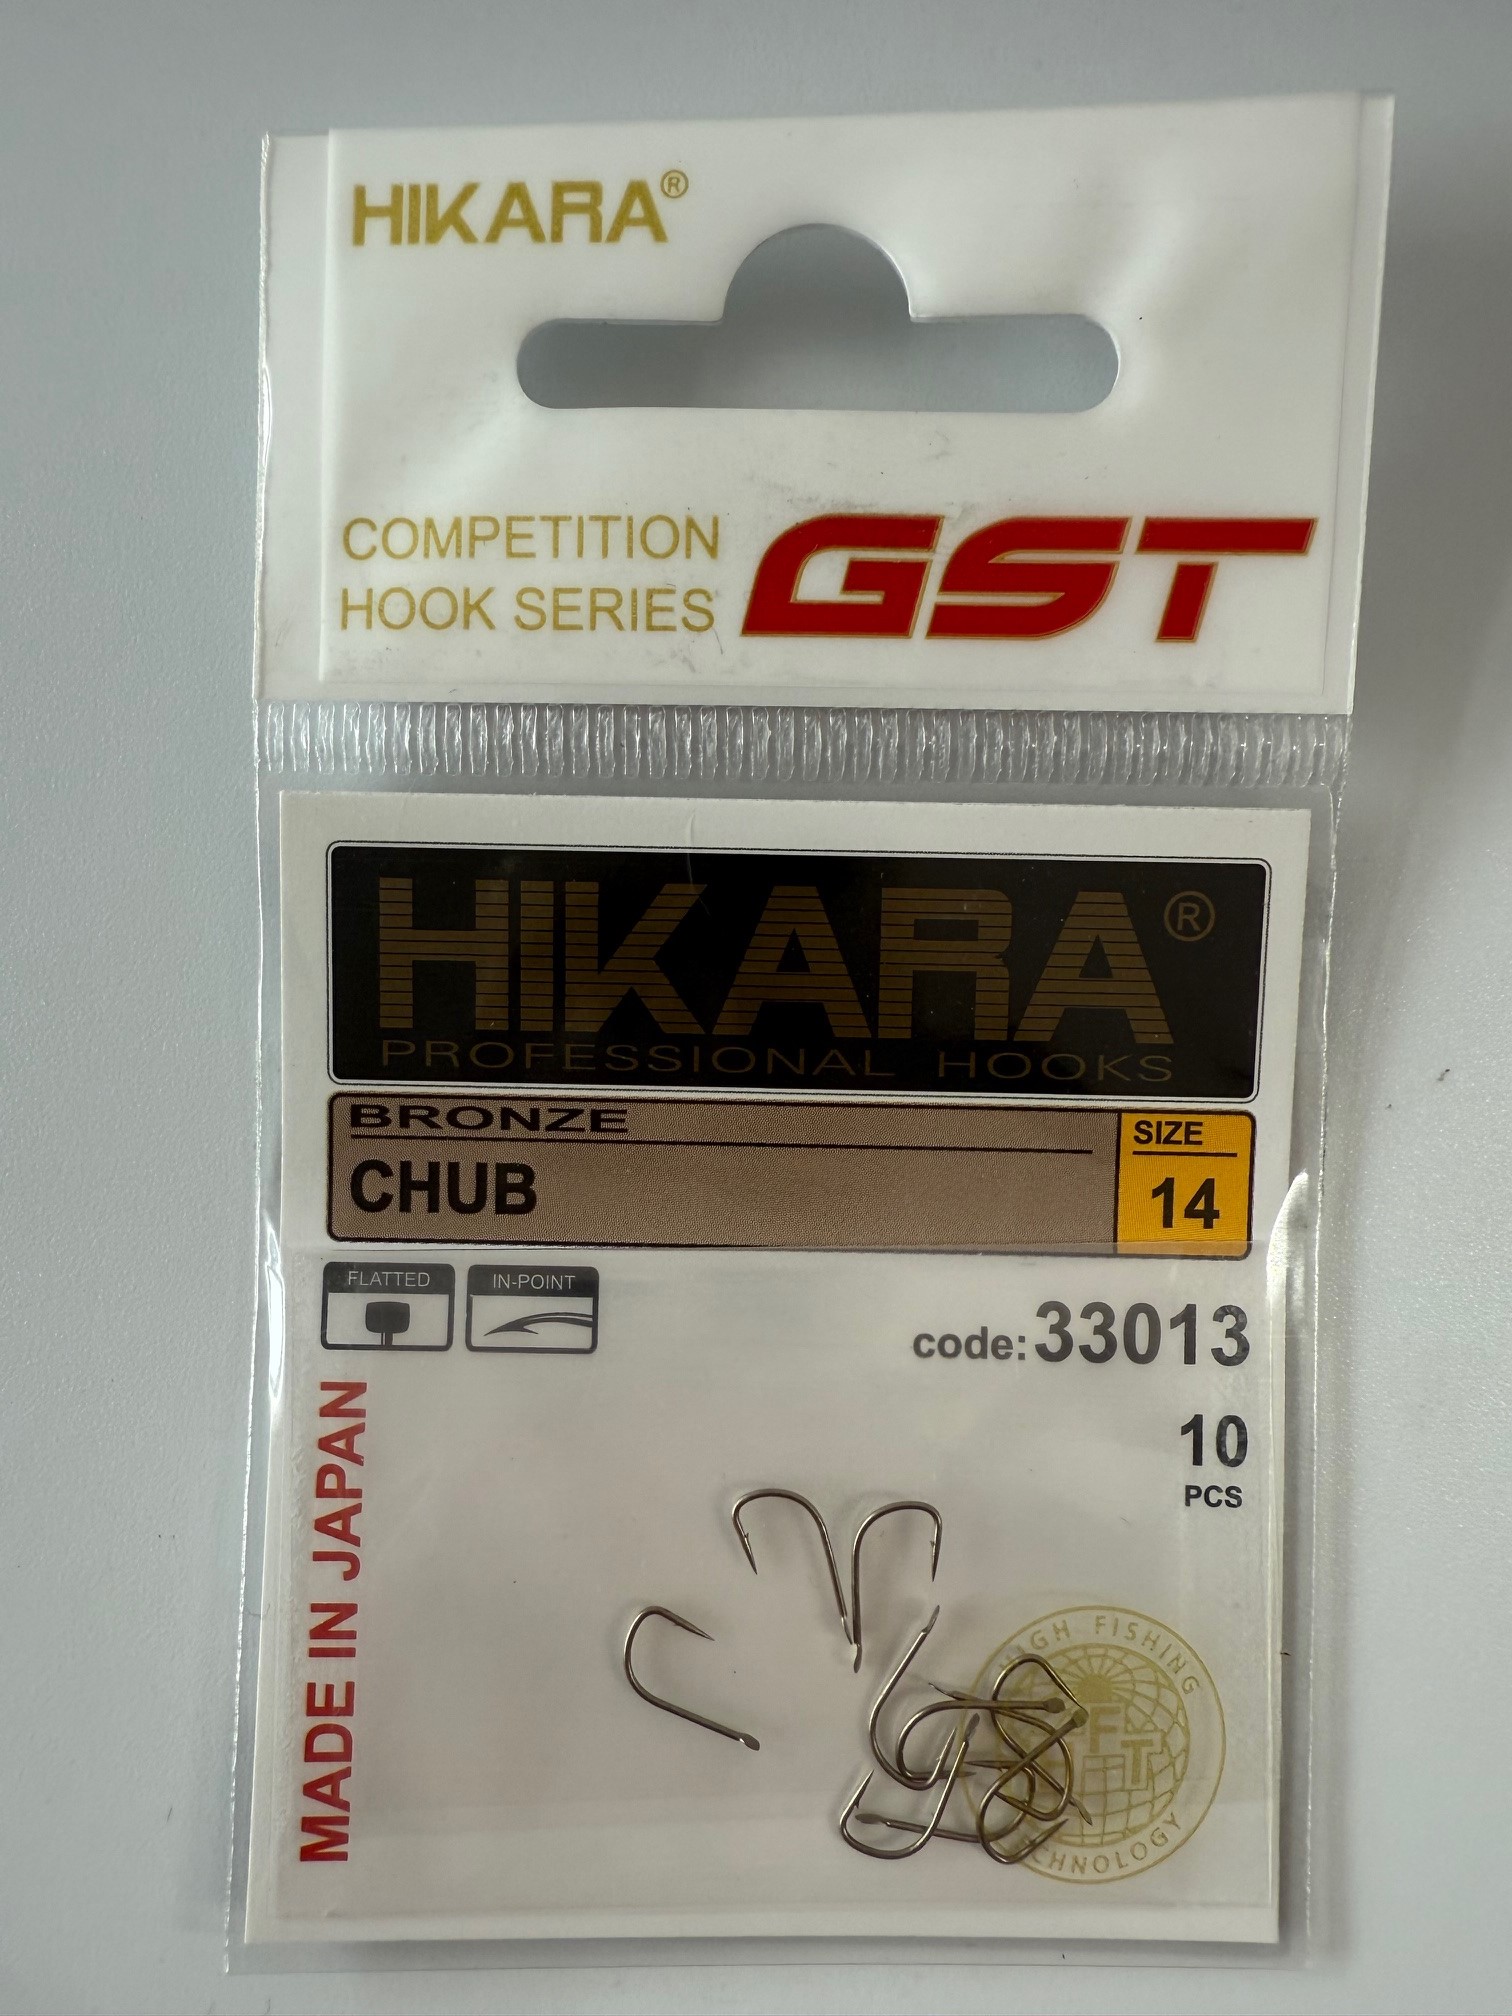 HIKARA®
COMPETITION
HOOK SERIES
GST
HIKARA®
PROFESSIONAL HOOKS
BRONZE
CHUB
SIZE
14
FLATTED
IN-POINT
code:33013
10
PCS
MADE IN JAPAN
HIGH FISHING
FT
TECHNOLOGY